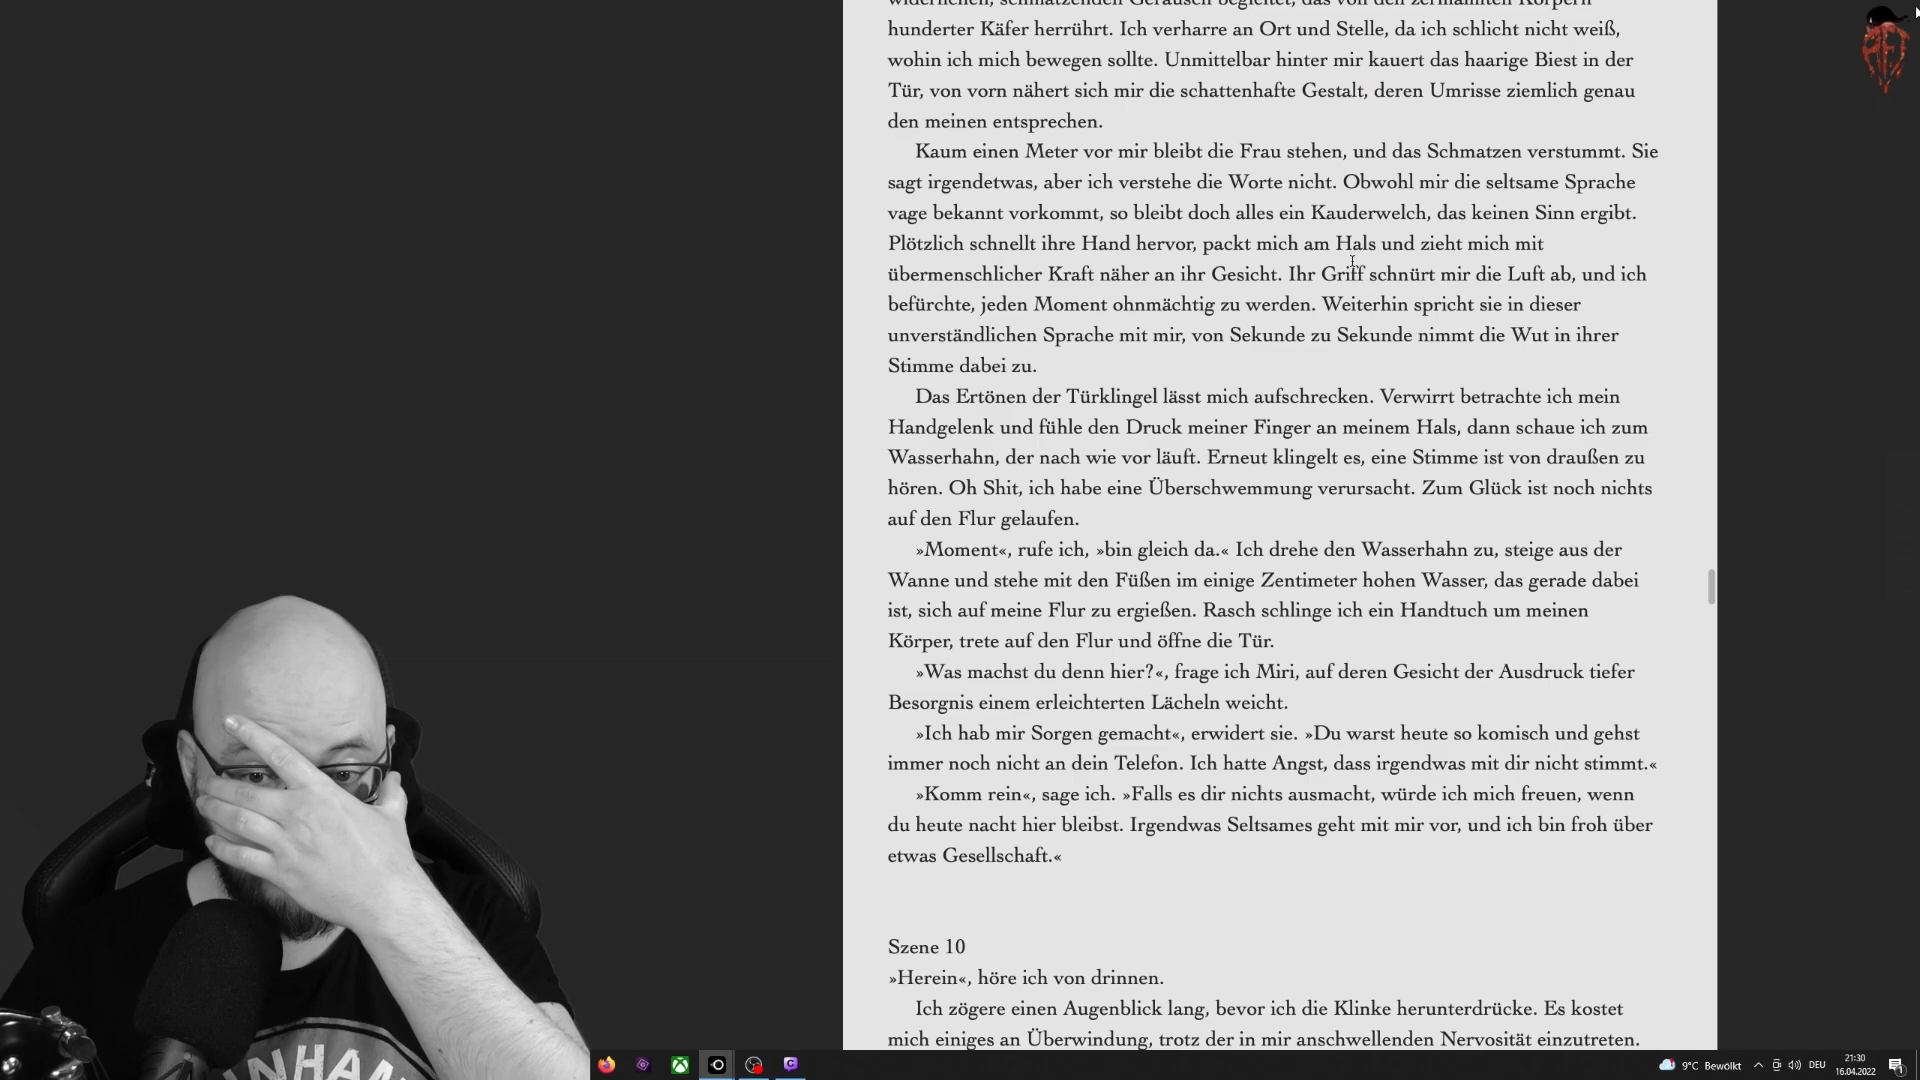 widerlichen, schmatzenden Geräusch begleitet, das von den zermalmten Körpern
hunderter Käfer herrührt. Ich verharre an Ort und Stelle, da ich schlicht nicht weiß,
wohin ich mich bewegen sollte. Unmittelbar hinter mir kauert das haarige Biest in der
Tür, von vorn nähert sich mir die schattenhafte Gestalt, deren Umrisse ziemlich genau
den meinen entsprechen.
Kaum einen Meter vor mir bleibt die Frau stehen, und das Schmatzen verstummt. Sie
sagt irgendetwas, aber ich verstehe die Worte nicht. Obwohl mir die seltsame Sprache
vage bekannt vorkommt, so bleibt doch alles ein Kauderwelch, das keinen Sinn ergibt.
Plötzlich schnellt ihre Hand hervor, packt mich am Hals und zieht mich mit
übermenschlicher Kraft näher an ihr Gesicht. Ihr Griff schnürt mir die Luft ab, und ich
befürchte, jeden Moment ohnmächtig zu werden. Weiterhin spricht sie in dieser
unverständlichen Sprache mit mir, von Sekunde zu Sekunde nimmt die Wut in ihrer
Stimme dabei zu.
Das Ertönen der Türklingel lässt mich aufschrecken. Verwirrt betrachte ich mein
Handgelenk und fühle den Druck meiner Finger an meinem Hals, dann schaue ich zum
Wasserhahn, der nach wie vor läuft. Erneut klingelt es, eine Stimme ist von draußen zu
hören. Oh Shit, ich habe eine Überschwemmung verursacht. Zum Glück ist noch nichts
auf den Flur gelaufen.
»Moment«, rufe ich, »bin gleich da.« Ich drehe den Wasserhahn zu, steige aus der
Wanne und stehe mit den Füßen im einige Zentimeter hohen Wasser, das gerade dabei
ist, sich auf meine Flur zu ergießen. Rasch schlinge ich ein Handtuch um meinen
Körper, trete auf den Flur und öffne die Tür.
»Was machst du denn hier?«, frage ich Miri, auf deren Gesicht der Ausdruck tiefer
Besorgnis einem erleichterten Lächeln weicht.
»Ich hab mir Sorgen gemacht«, erwidert sie. »Du warst heute so komisch und gehst
immer noch nicht an dein Telefon. Ich hatte Angst, dass irgendwas mit dir nicht stimmt.«
»Komm rein«, sage ich. »Falls es dir nichts ausmacht, würde ich mich freuen, wenn
du heute nacht hier bleibst. Irgendwas Seltsames geht mit mir vor, und ich bin froh über
etwas Gesellschaft.«
Szene 10
»Herein«, höre ich von drinnen.
Ich zögere einen Augenblick lang, bevor ich die Klinke herunterdrücke. Es kostet
mich einiges an Überwindung, trotz der in mir anschwellenden Nervosität einzutreten.
9°C Bewölkt
DEU
21:30
16.04.2022